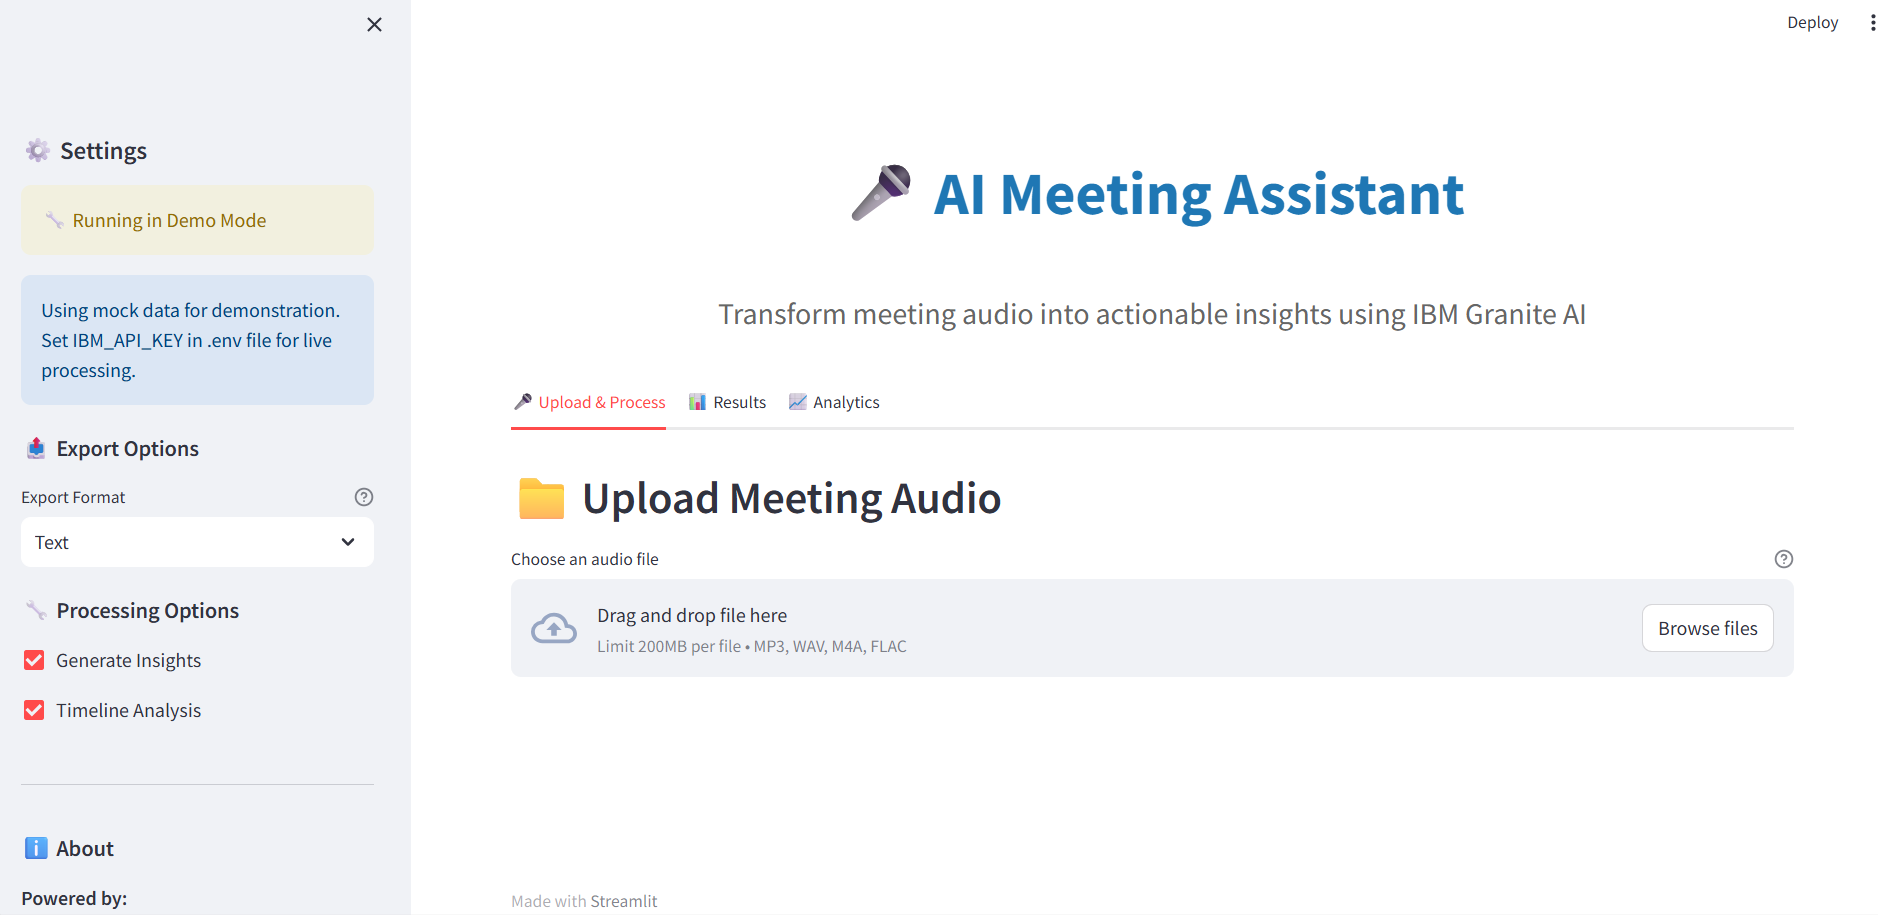 Settings
Running in Demo Mode
Using mock data for demonstration.
Set IBM_API_KEY in .env file for live
processing.
Export Options
Export Format
Text
Processing Options
Generate Insights
Timeline Analysis
About
Powered by:
Deploy
AI Meeting Assistant
Transform meeting audio into actionable insights using IBM Granite AI
Upload & Process
Results
Analytics
Upload Meeting Audio
Choose an audio file
Drag and drop file here
Limit 200MB per file • MP3, WAV, M4A, FLAC
Browse files
Made with Streamlit